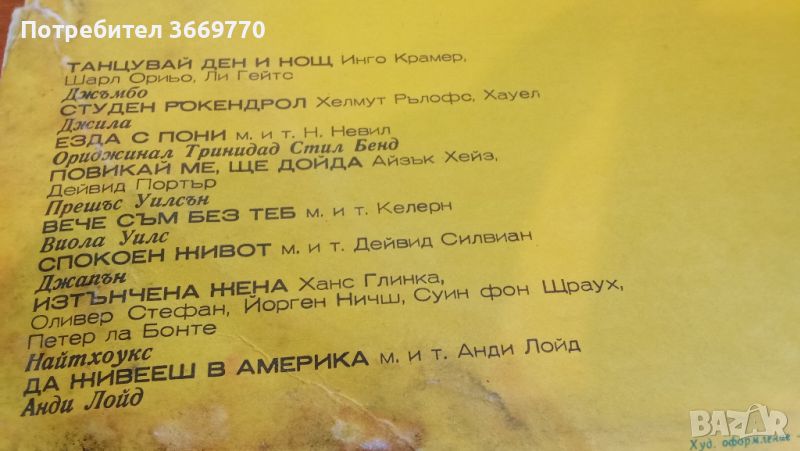 Потребител 3669770
ТАНЦУВАЙ ДЕН И НОЩ Инго Крамер,
Шарл Ориьо, Ли Гейтс
Джъмбо
СТУДЕН РОКЕНДРОЛ Хелмут Рълофс, Хауел
Джила
ЕЗДА С ПОНИ м. и т. Н. Невил
Ориджинал Тринидад Стил Бенд
ПОВИКАЙ МЕ, ЩЕ ДОЙДА Айзък Хейз,
Дейвид Портър
Прешъс Уилсън
ВЕЧЕ СЪМ БЕЗ ТЕБ м. и т. Келерн
Виола Уилс
СПОКОЕН ЖИВОТ м. и т. Дейвид Силвиан
Джапън
ИЗТЪНЧЕНА ЖЕНА Ханс Глинка,
Оливер Стефан, Йорген Ничш, Суин фон Щраух,
Петер ла Бонте
Найтхоукс
ДА ЖИВЕЕШ В АМЕРИКА м. и т. Анди Лойд
Анди Лойд
BAZAR
Худ. оформление -